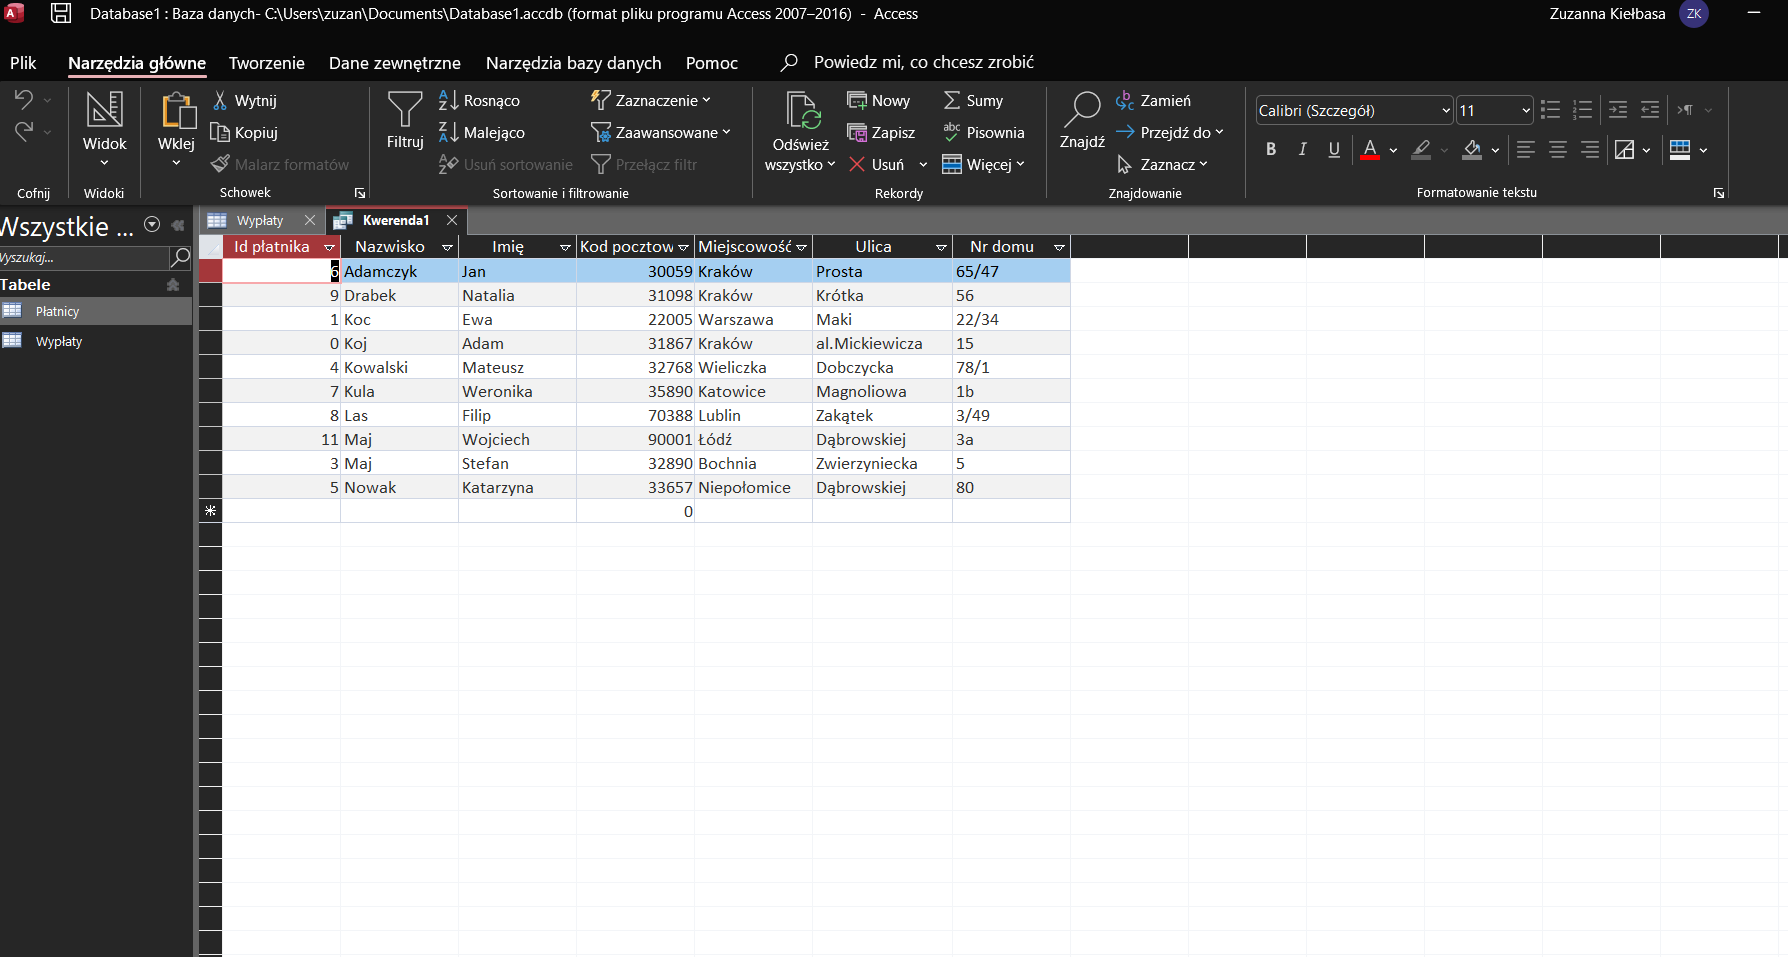 Database1 : Baza danych- C:\Users\zuzan\Documents\Database1.accdb (format pliku programu Access 2007–2016) - Access
Zuzanna Kiełbasa ZK
Plik Narzędzia główne Tworzenie Dane zewnętrzne Narzędzia bazy danych Pomoc Powiedz mi, co chcesz zrobić
Cofnij
Widok
Widoki
Wklej
Wytnij
Kopiuj
Malarz formatów
Schowek
Filtruj
Rosnąco
Malejąco
Usuń sortowanie
Zaznaczenie
Zaawansowane
Przełącz filtr
Sortowanie i filtrowanie
Odśwież
wszystko
Nowy
Zapisz
Usuń
Sumy
Pisownia
Więcej
Rekordy
Znajdź
Zamień
Przejdź do
Zaznacz
Znajdowanie
Calibri (Szczegół) 11
B I U A
Formatowanie tekstu
Wszystkie ...
Wyszukaj...
Tabele
Płatnicy
Wypłaty
Wypłaty Kwerenda1
Id płatnika Nazwisko Imię Kod pocztow Miejscowość Ulica Nr domu
6 Adamczyk Jan 30059 Kraków Prosta 65/47
9 Drabek Natalia 31098 Kraków Krótka 56
1 Koc Ewa 22005 Warszawa Maki 22/34
0 Koj Adam 31867 Kraków al.Mickiewicza 15
4 Kowalski Mateusz 32768 Wieliczka Dobczycka 78/1
7 Kula Weronika 35890 Katowice Magnoliowa 1b
8 Las Filip 70388 Lublin Zakątek 3/49
11 Maj Wojciech 90001 Łódź Dąbrowskiej 3a
3 Maj Stefan 32890 Bochnia Zwierzyniecka 5
5 Nowak Katarzyna 33657 Niepołomice Dąbrowskiej 80
0